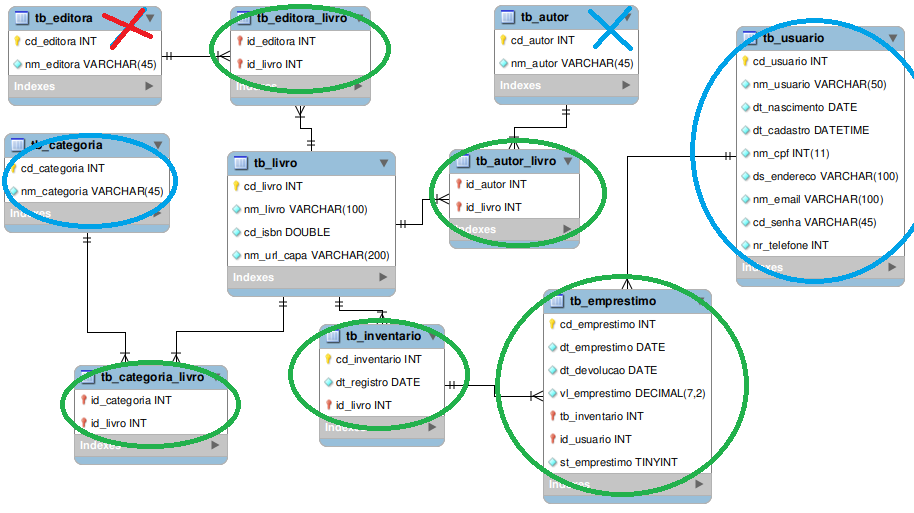 tb_editora
cd_editora INT
nm_editora VARCHAR(45)
Indexes
tb_editora_livro
id_editora INT
id_livro INT
Indexes
tb_autor
cd_autor INT
nm_autor VARCHAR(45)
Indexes
tb_usuario
cd_usuario INT
nm_usuario VARCHAR(50)
dt_nascimento DATE
dt_cadastro DATETIME
nm_cpf INT(11)
ds_endereco VARCHAR(100)
nm_email VARCHAR(100)
cd_senha VARCHAR(45)
nr_telefone INT
Indexes
tb_categoria
cd_categoria INT
nm_categoria VARCHAR(45)
Indexes
tb_livro
cd_livro INT
nm_livro VARCHAR(100)
cd_isbn DOUBLE
nm_url_capa VARCHAR(200)
Indexes
tb_autor_livro
id_autor INT
id_livro INT
Indexes
tb_categoria_livro
id_categoria INT
id_livro INT
Indexes
tb_inventario
cd_inventario INT
dt_registro DATE
id_livro INT
Indexes
tb_emprestimo
cd_emprestimo INT
dt_emprestimo DATE
dt_devolucao DATE
vl_emprestimo DECIMAL(7,2)
tb_inventario INT
id_usuario INT
st_emprestimo TINYINT
Indexes